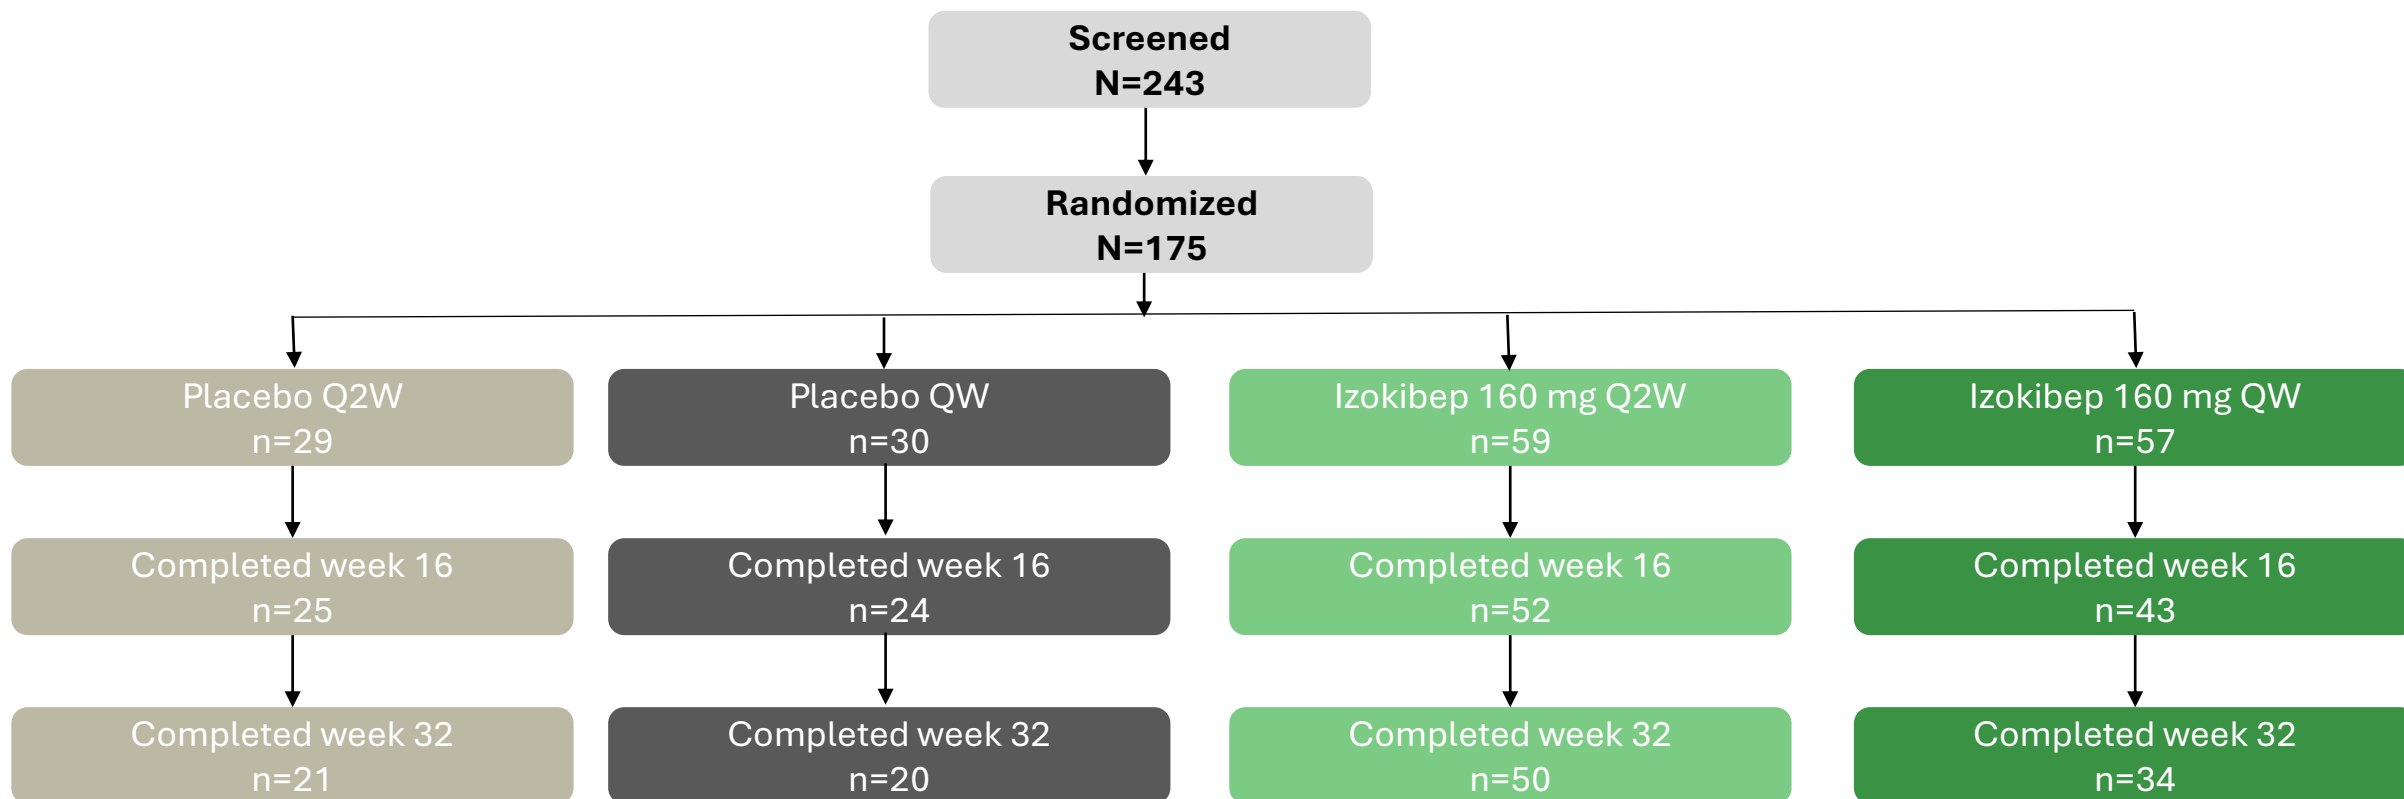 Screened
N=243
Randomized
N=175
Placebo Q2W
n=29
Placebo QW
n=30
Izokibep 160 mg Q2W
n=59
Izokibep 160 mg QW
n=57
Completed week 16
n=25
Completed week 16
n=24
Completed week 16
n=52
Completed week 16
n=43
Completed week 32
n=21
Completed week 32
n=20
Completed week 32
n=50
Completed week 32
n=34